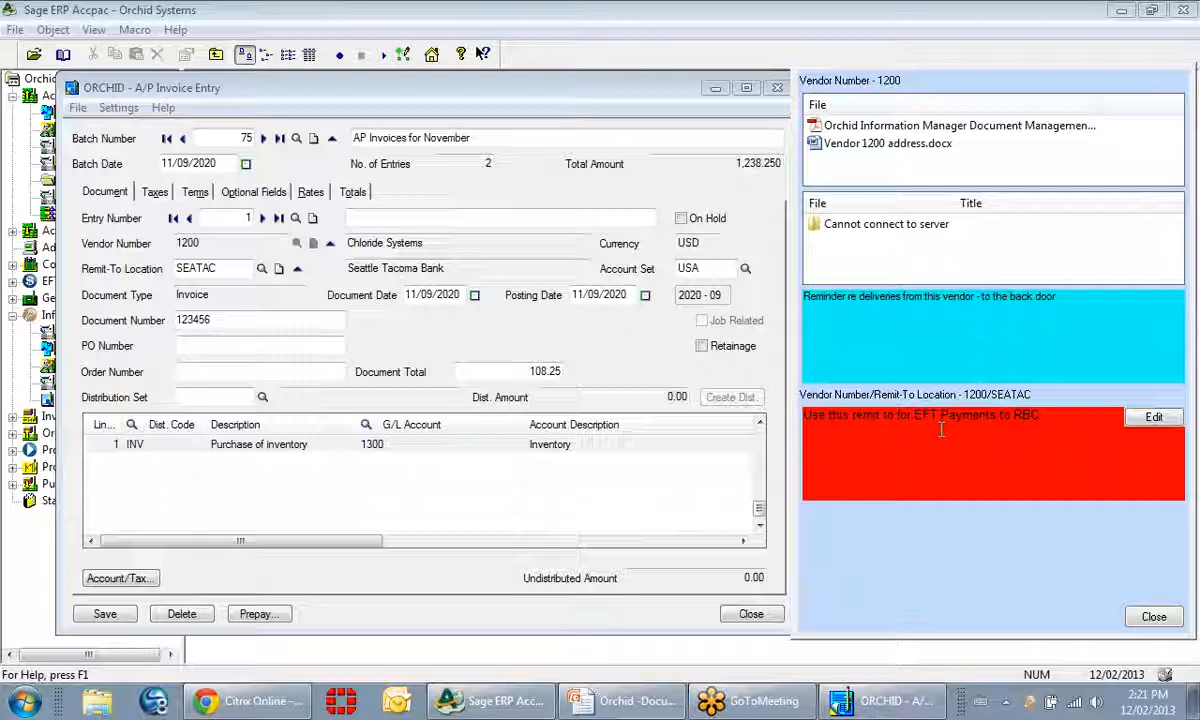 Sage ERP Accpac - Orchid Systems
File Object View Macro Help
Orchic
ORCHID - A/P Invoice Entry
File Settings Help
Batch Number 75 AP Invoices for November
Batch Date 11/09/2020 No. of Entries 2 Total Amount 1,238.250
Document Taxes Terms Optional Fields Rates Totals
Entry Number 1 On Hold
Vendor Number 1200 Chloride Systems Currency USD
Remit-To Location SEATAC Seattle Tacoma Bank Account Set USA
Document Type Invoice Document Date 11/09/2020 Posting Date 11/09/2020 2020 - 09
Document Number 123456 Job Related
PO Number Retainage
Order Number Document Total 108.25
Distribution Set Dist. Amount 0.00 Create Dist.
Lin... Dist. Code Description G/L Account Account Description
1 INV Purchase of inventory 1300 Inventory
Account/Tax...
Undistributed Amount 0.00
Save Delete Prepay... Close
Vendor Number - 1200
File
Orchid Information Manager Document Managemen...
Vendor 1200 address.docx
File Title
Cannot connect to server
Reminder re deliveries from this vendor - to the back door
Vendor Number/Remit-To Location - 1200/SEATAC
Use this remit to for EFT Payments to RBC
Edit
Close
For Help, press F1 NUM 12/02/2013
Citrix Online -... Sage ERP Acc... Orchid -Docu... GoToMeeting ORCHID - A/... 2:21 PM
12/02/2013